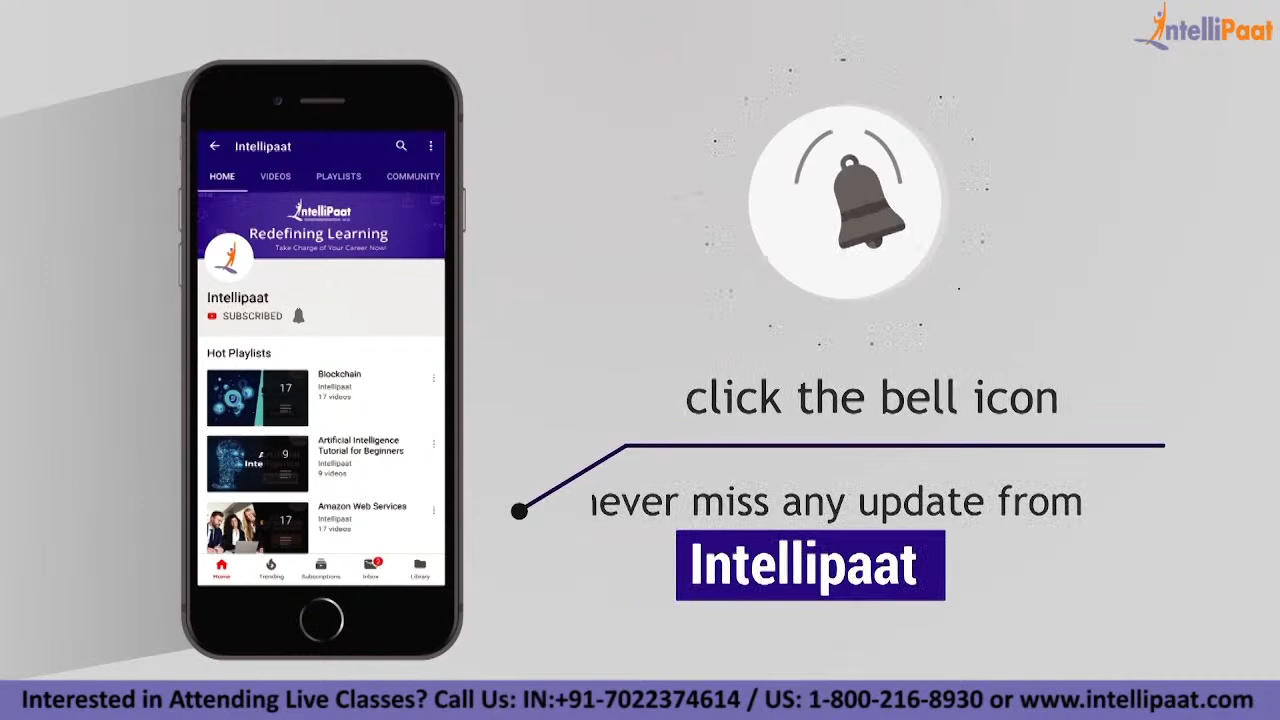 IntelliPaat
Intellipaat
HOME VIDEOS PLAYLISTS COMMUNITY
IntelliPaat
Redefining Learning
Take Charge of Your Career Now!
Intellipaat
SUBSCRIBED
Hot Playlists
17
Blockchain
Intellipaat
17 videos
9
Artificial Intelligence
Tutorial for Beginners
Intellipaat
9 videos
17
Amazon Web Services
Intellipaat
17 videos
Home Trending Subscriptions Inbox Library
click the bell icon
never miss any update from
Intellipaat
Interested in Attending Live Classes? Call Us: IN:+91-7022374614 / US: 1-800-216-8930 or www.intellipaat.com